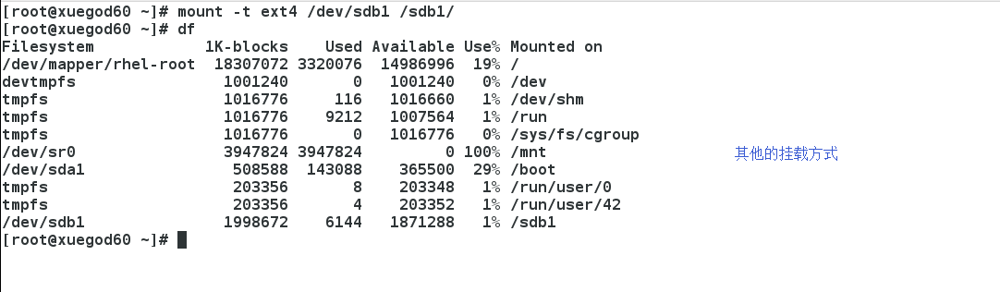 [root@xuegod60 ~]# mount -t ext4 /dev/sdb1 /sdb1/
[root@xuegod60 ~]# df
Filesystem 1K-blocks Used Available Use% Mounted on
/dev/mapper/rhel-root 18307072 3320076 14986996 19% /
devtmpfs 1001240 0 1001240 0% /dev
tmpfs 1016776 116 1016660 1% /dev/shm
tmpfs 1016776 9212 1007564 1% /run
tmpfs 1016776 0 1016776 0% /sys/fs/cgroup
/dev/sr0 3947824 3947824 0 100% /mnt 其他的挂载方式
/dev/sda1 508588 143088 365500 29% /boot
tmpfs 203356 8 203348 1% /run/user/0
tmpfs 203356 4 203352 1% /run/user/42
/dev/sdb1 1998672 6144 1871288 1% /sdb1
[root@xuegod60 ~]#